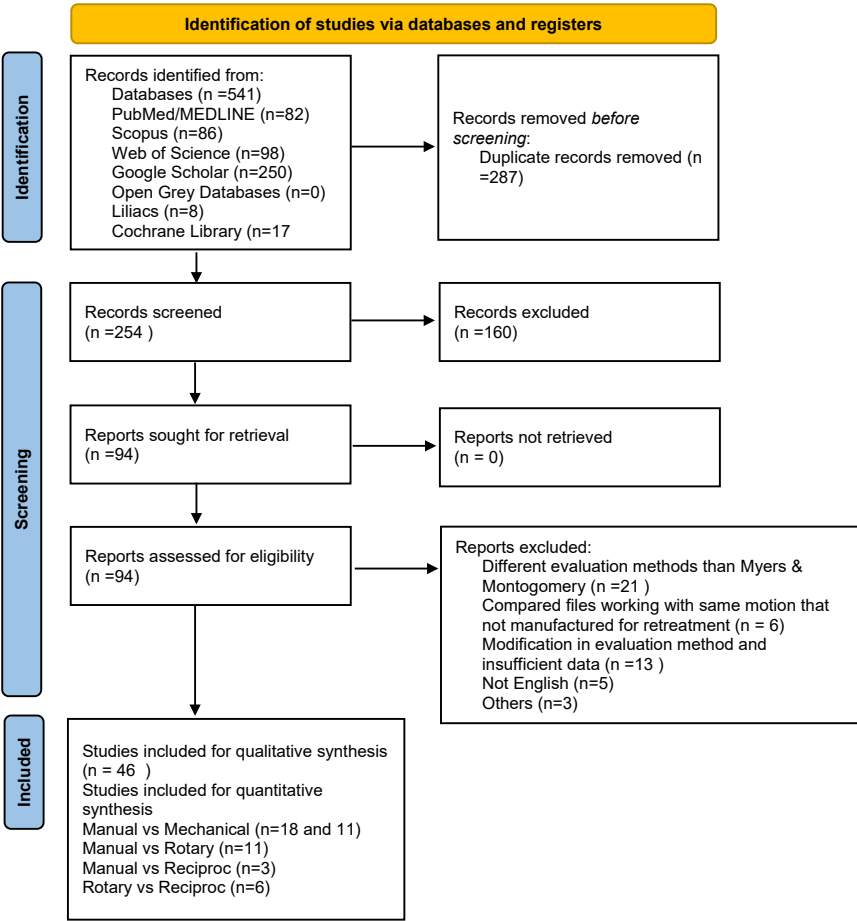 Identification of studies via databases and registers
Identification
Records identified from:
Databases (n =541)
PubMed/MEDLINE (n=82)
Scopus (n=86)
Web of Science (n=98)
Google Scholar (n=250)
Open Grey Databases (n=0)
Liliacs (n=8)
Cochrane Library (n=17
Records removed before
screening:
Duplicate records removed (n
=287)
Screening
Records screened
(n =254 )
Records excluded
(n =160)
Reports sought for retrieval
(n =94)
Reports not retrieved
(n = 0)
Reports assessed for eligibility
(n =94)
Reports excluded:
Different evaluation methods than Myers &
Montogomery (n =21 )
Compared files working with same motion that
not manufactured for retreatment (n = 6)
Modification in evaluation method and
insufficient data (n =13 )
Not English (n=5)
Others (n=3)
Included
Studies included for qualitative synthesis
(n = 46 )
Studies included for quantitative
synthesis
Manual vs Mechanical (n=18 and 11)
Manual vs Rotary (n=11)
Manual vs Reciproc (n=3)
Rotary vs Reciproc (n=6)